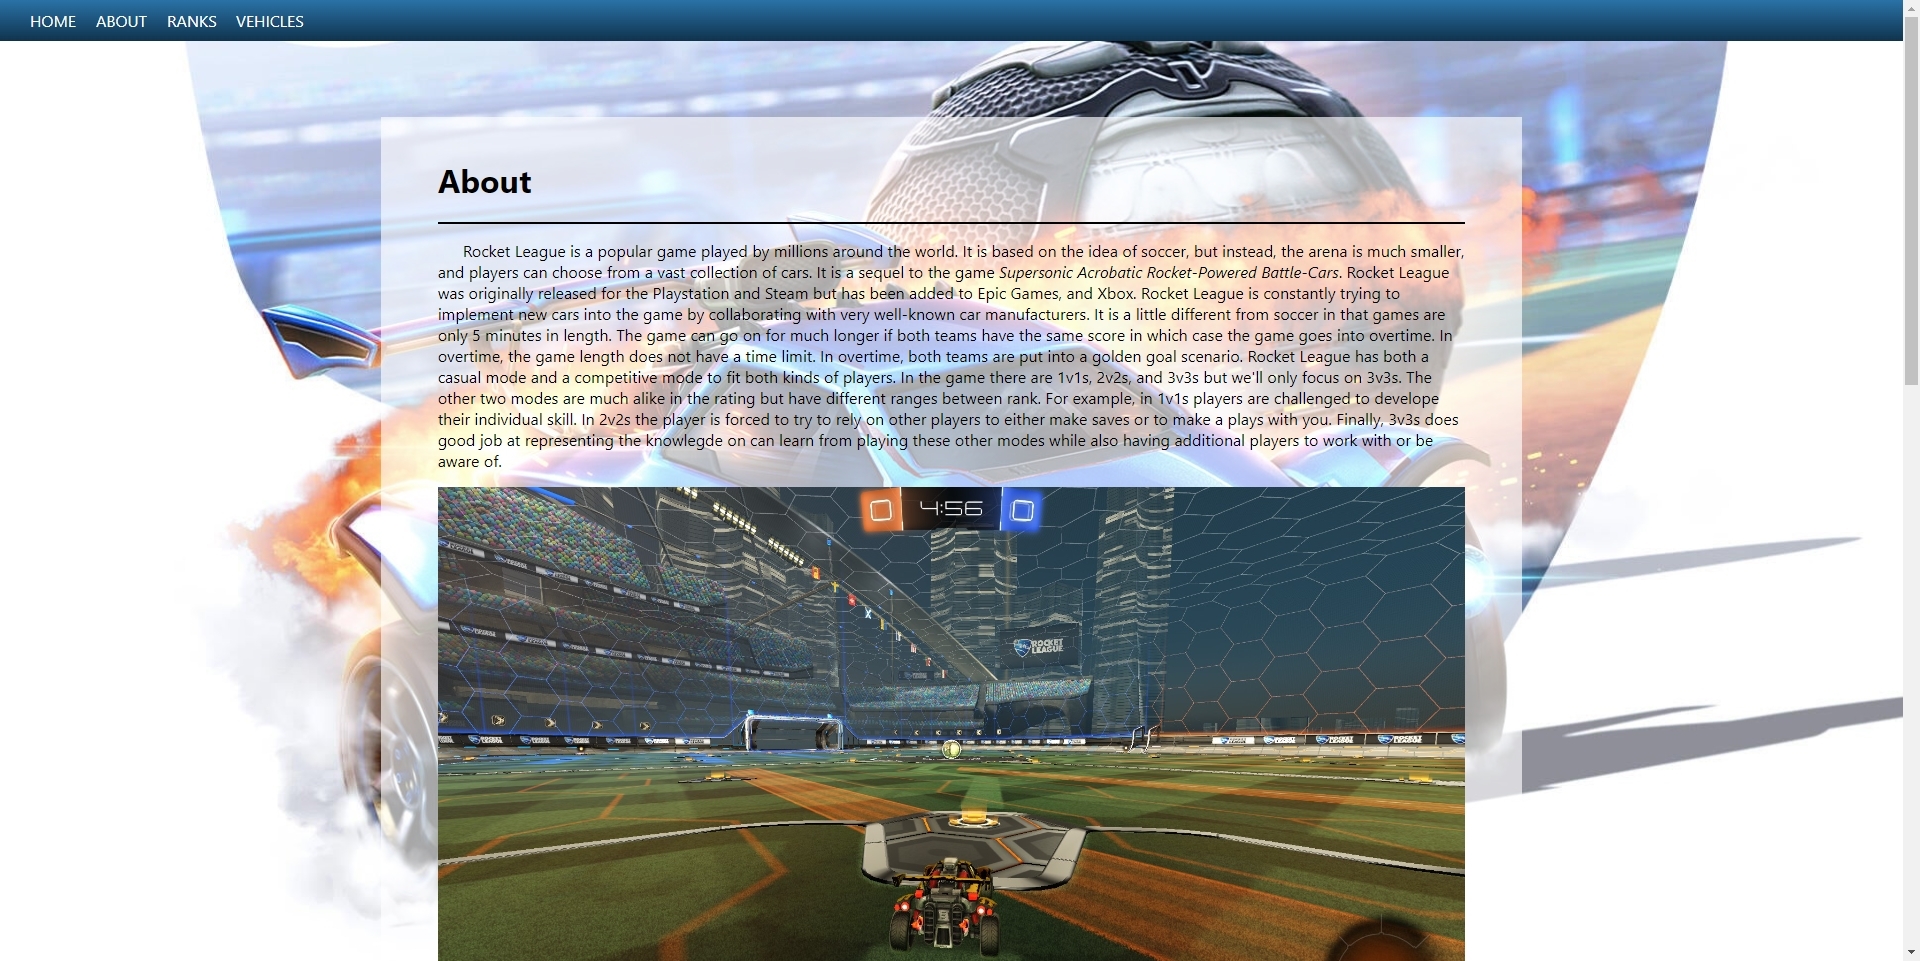 HOME ABOUT RANKS VEHICLES
About
Rocket League is a popular game played by millions around the world. It is based on the idea of soccer, but instead, the arena is much smaller,
and players can choose from a vast collection of cars. It is a sequel to the game Supersonic Acrobatic Rocket-Powered Battle-Cars. Rocket League
was originally released for the Playstation and Steam but has been added to Epic Games, and Xbox. Rocket League is constantly trying to
implement new cars into the game by collaborating with very well-known car manufacturers. It is a little different from soccer in that games are
only 5 minutes in length. The game can go on for much longer if both teams have the same score in which case the game goes into overtime. In
overtime, the game length does not have a time limit. In overtime, both teams are put into a golden goal scenario. Rocket League has both a
casual mode and a competitive mode to fit both kinds of players. In the game there are 1v1s, 2v2s, and 3v3s but we'll only focus on 3v3s. The
other two modes are much alike in the rating but have different ranges between rank. For example, in 1v1s players are challenged to develope
their individual skill. In 2v2s the player is forced to try to rely on other players to either make saves or to make a plays with you. Finally, 3v3s does
good job at representing the knowlegde on can learn from playing these other modes while also having additional players to work with or be
aware of.
0 4:56 0
ROCKET
LEAGUE